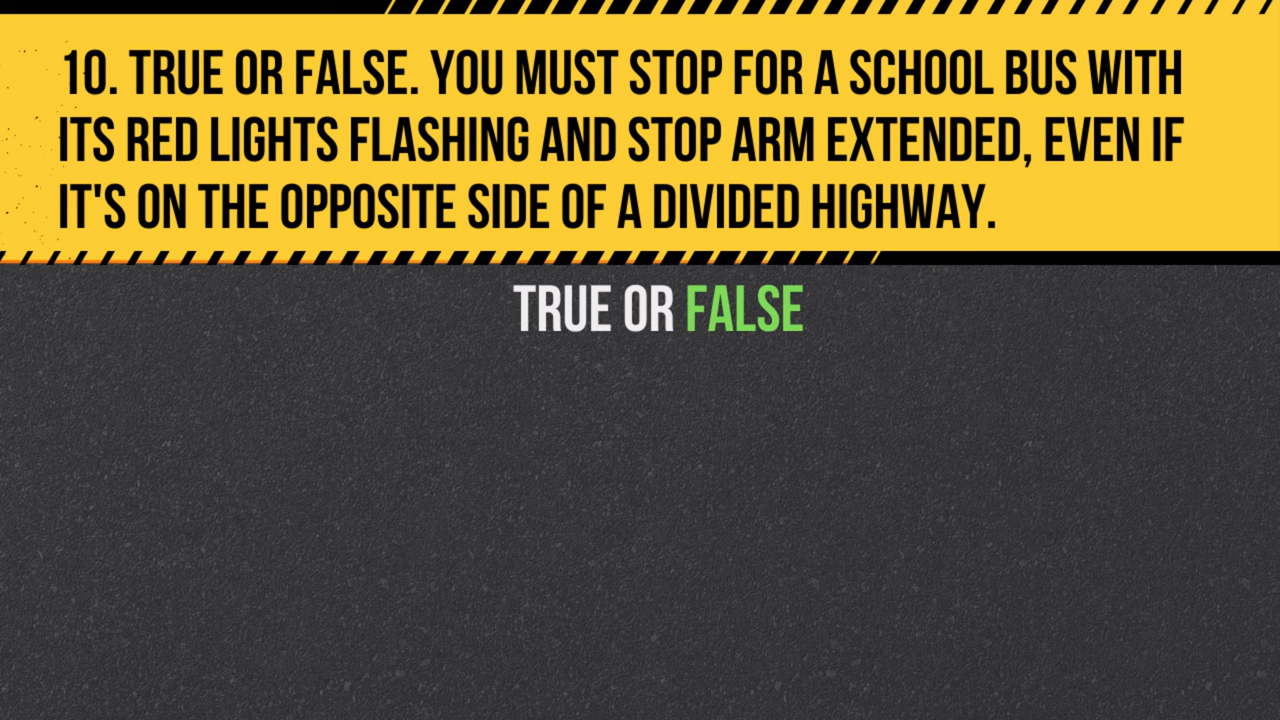 10. TRUE OR FALSE. YOU MUST STOP FOR A SCHOOL BUS WITH
ITS RED LIGHTS FLASHING AND STOP ARM EXTENDED, EVEN IF
IT'S ON THE OPPOSITE SIDE OF A DIVIDED HIGHWAY.
TRUE OR FALSE